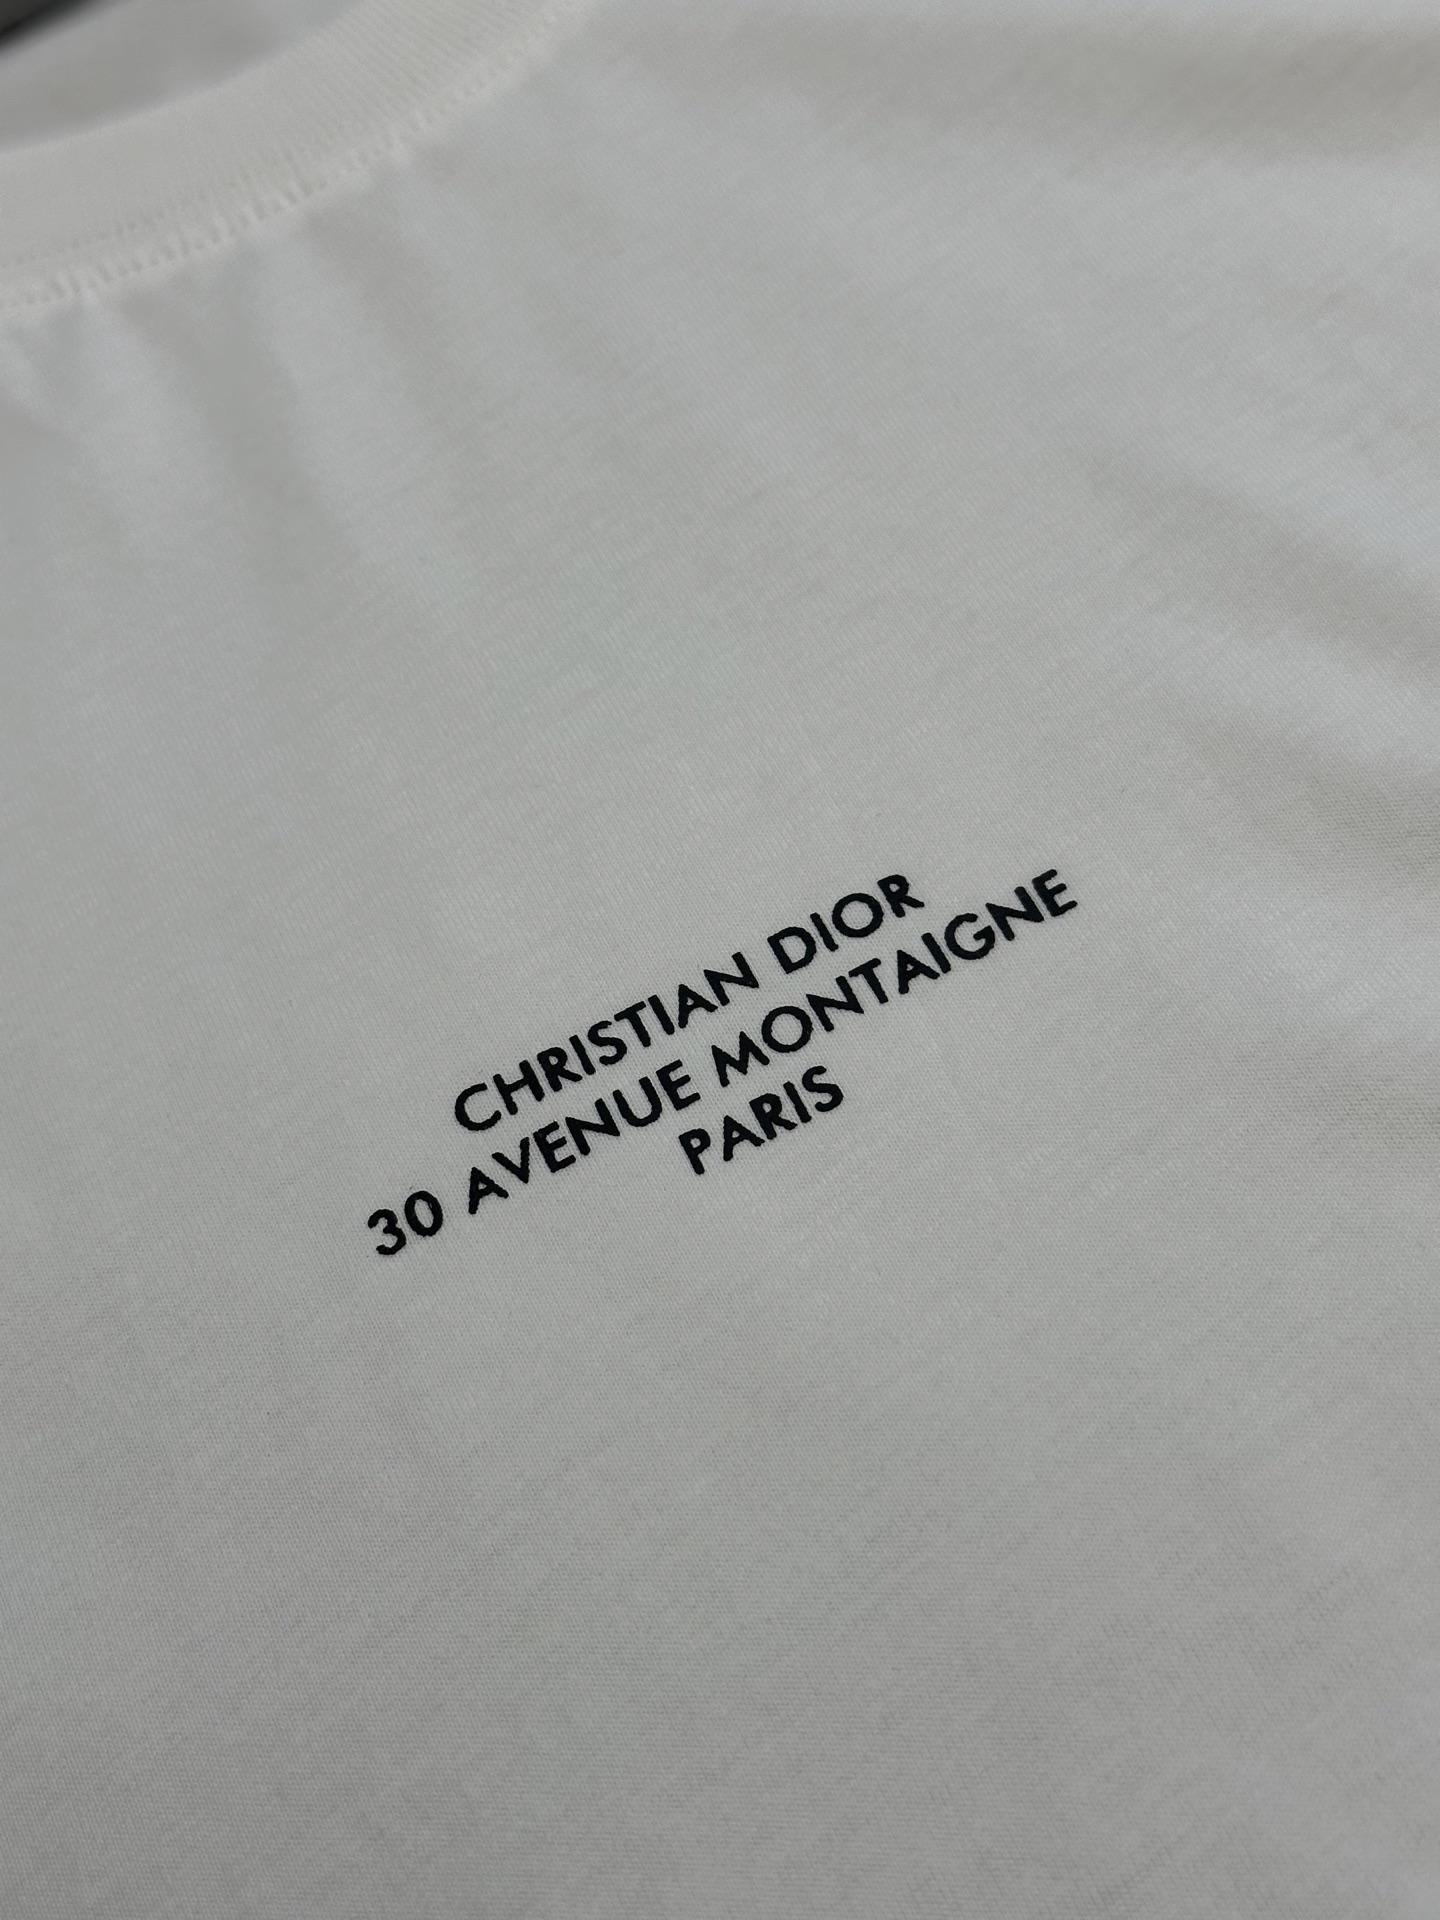 CHRISTIAN DIOR
30 AVENUE MONTAIGNE
PARIS